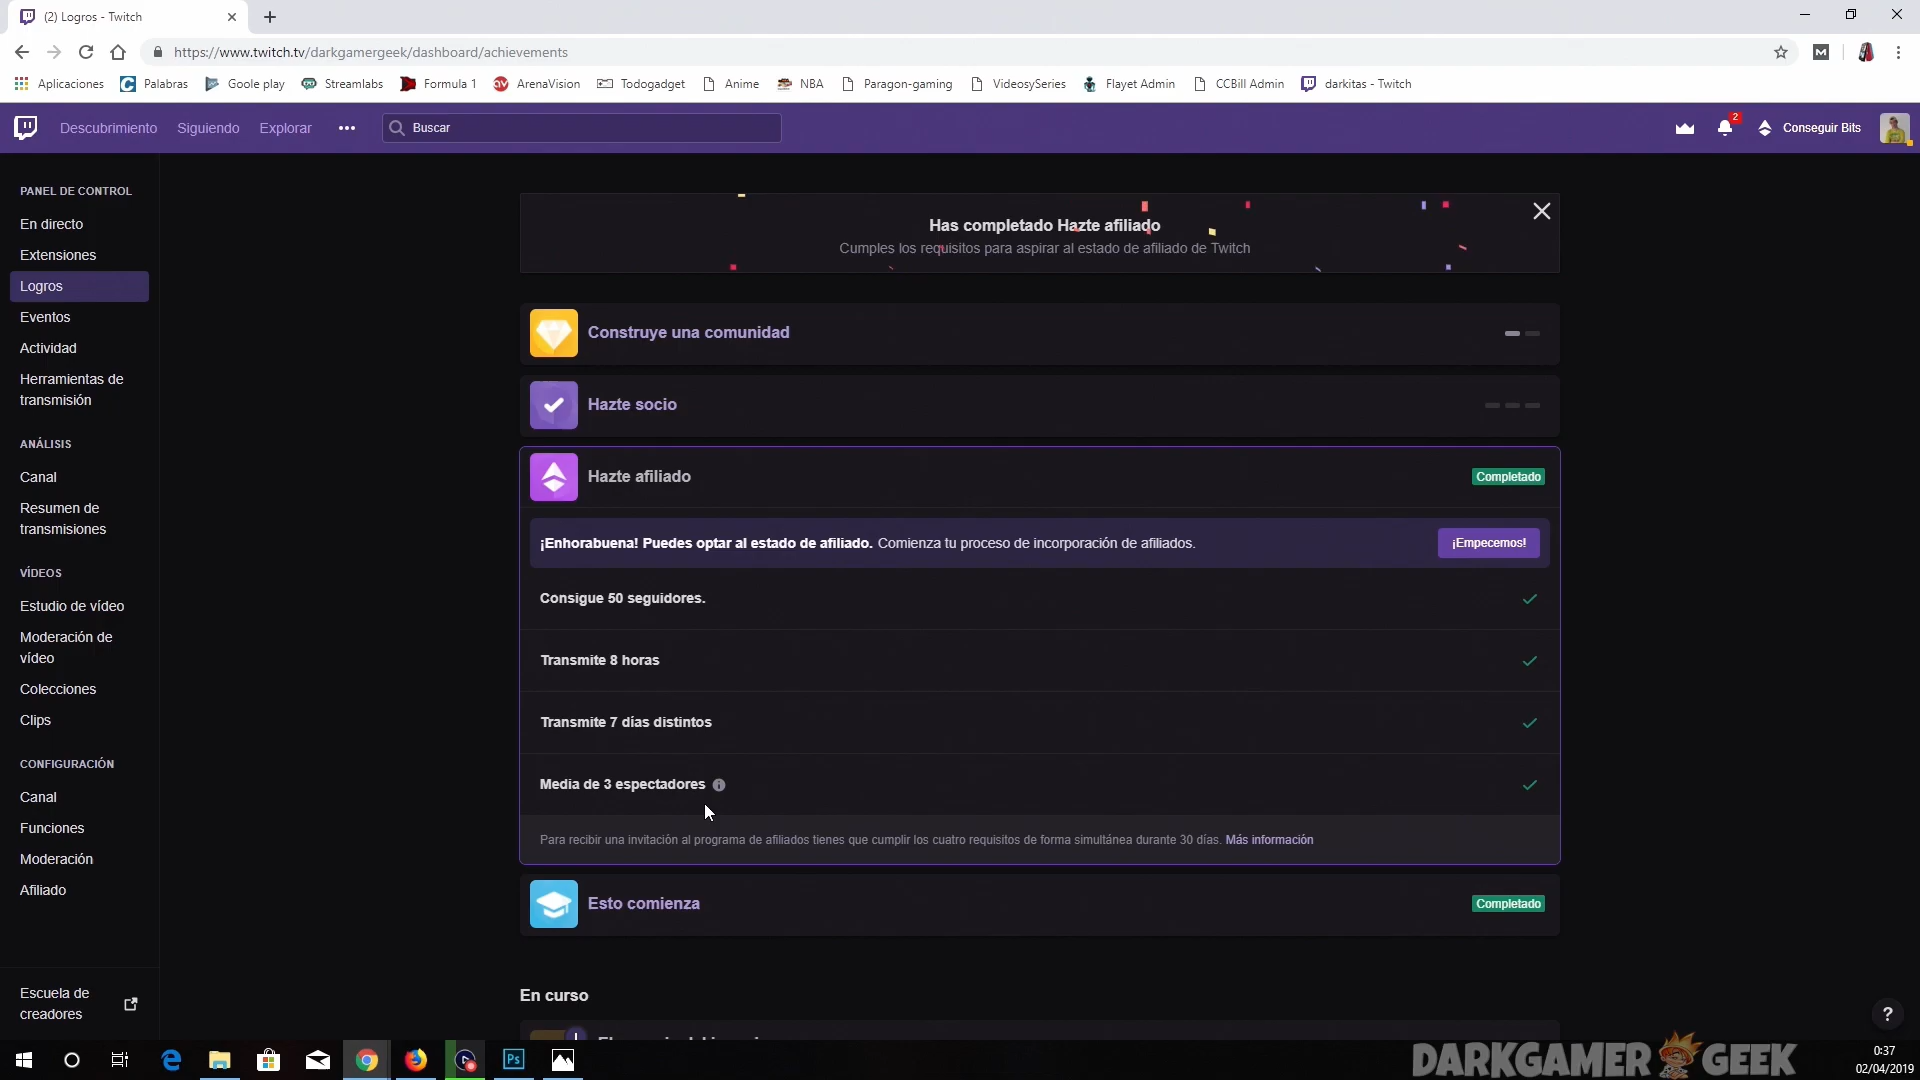 (2) Logros - Twitch
https://www.twitch.tv/darkgamergeek/dashboard/achievements
Aplicaciones
Palabras
Goole play
Streamlabs
Formula 1
ArenaVision
Todogadget
Anime
NBA
Paragon-gaming
VideosySeries
Flayet Admin
CCBill Admin
darkitas - Twitch
Descubrimiento
Siguiendo
Explorar
Buscar
2
Conseguir Bits
PANEL DE CONTROL
En directo
Extensiones
Logros
Eventos
Actividad
Herramientas de
transmisión
ANÁLISIS
Canal
Resumen de
transmisiones
VÍDEOS
Estudio de vídeo
Moderación de
vídeo
Colecciones
Clips
CONFIGURACIÓN
Canal
Funciones
Moderación
Afiliado
Escuela de
creadores
Has completado Hazte afiliado
Cumples los requisitos para aspirar al estado de afiliado de Twitch
Construye una comunidad
Hazte socio
Hazte afiliado
Completado
¡Enhorabuena! Puedes optar al estado de afiliado. Comienza tu proceso de incorporación de afiliados.
¡Empecemos!
Consigue 50 seguidores.
Transmite 8 horas
Transmite 7 días distintos
Media de 3 espectadores
Para recibir una invitación al programa de afiliados tienes que cumplir los cuatro requisitos de forma simultánea durante 30 días. Más información
Esto comienza
Completado
En curso
?
Ps
DARKGAMER GEEK
0:37
02/04/2019